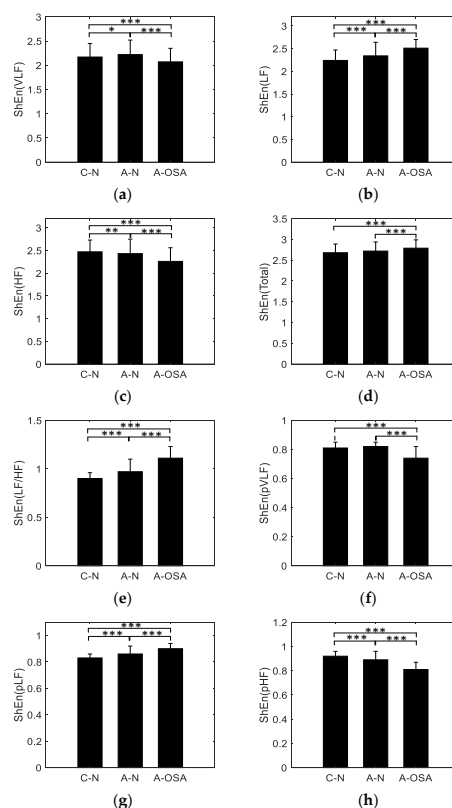 *** *** 
* *** *** ***
3
2.5
2
1.5
1
0.5
0
ShEn(VLF)
C-N A-N A-OSA
(a)
3
2.5
2
1.5
1
0.5
0
ShEn(LF)
C-N A-N A-OSA
(b)
***
** ***
3
2.5
2
1.5
1
0.5
0
ShEn(HF)
C-N A-N A-OSA
(c)
***
***
3.5
3
2.5
2
1.5
1
0.5
0
ShEn(Total)
C-N A-N A-OSA
(d)
***
*** ***
1.5
1
0.5
0
ShEn(LF/HF)
C-N A-N A-OSA
(e)
***
***
1
0.8
0.6
0.4
0.2
0
ShEn(pVLF)
C-N A-N A-OSA
(f)
***
*** ***
1
0.8
0.6
0.4
0.2
0
ShEn(pLF)
C-N A-N A-OSA
(g)
***
*** ***
1.2
1
0.8
0.6
0.4
0.2
0
ShEn(pHF)
C-N A-N A-OSA
(h)